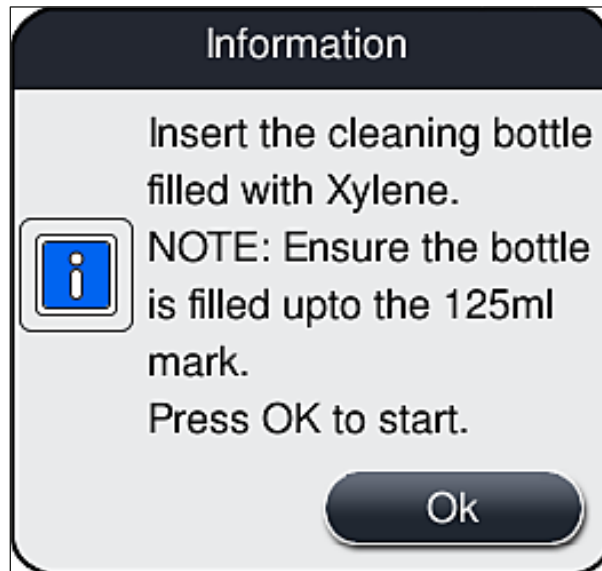 Information
Insert the cleaning bottle
filled with Xylene.
NOTE: Ensure the bottle
is filled upto the 125ml
mark.
Press OK to start.
Ok